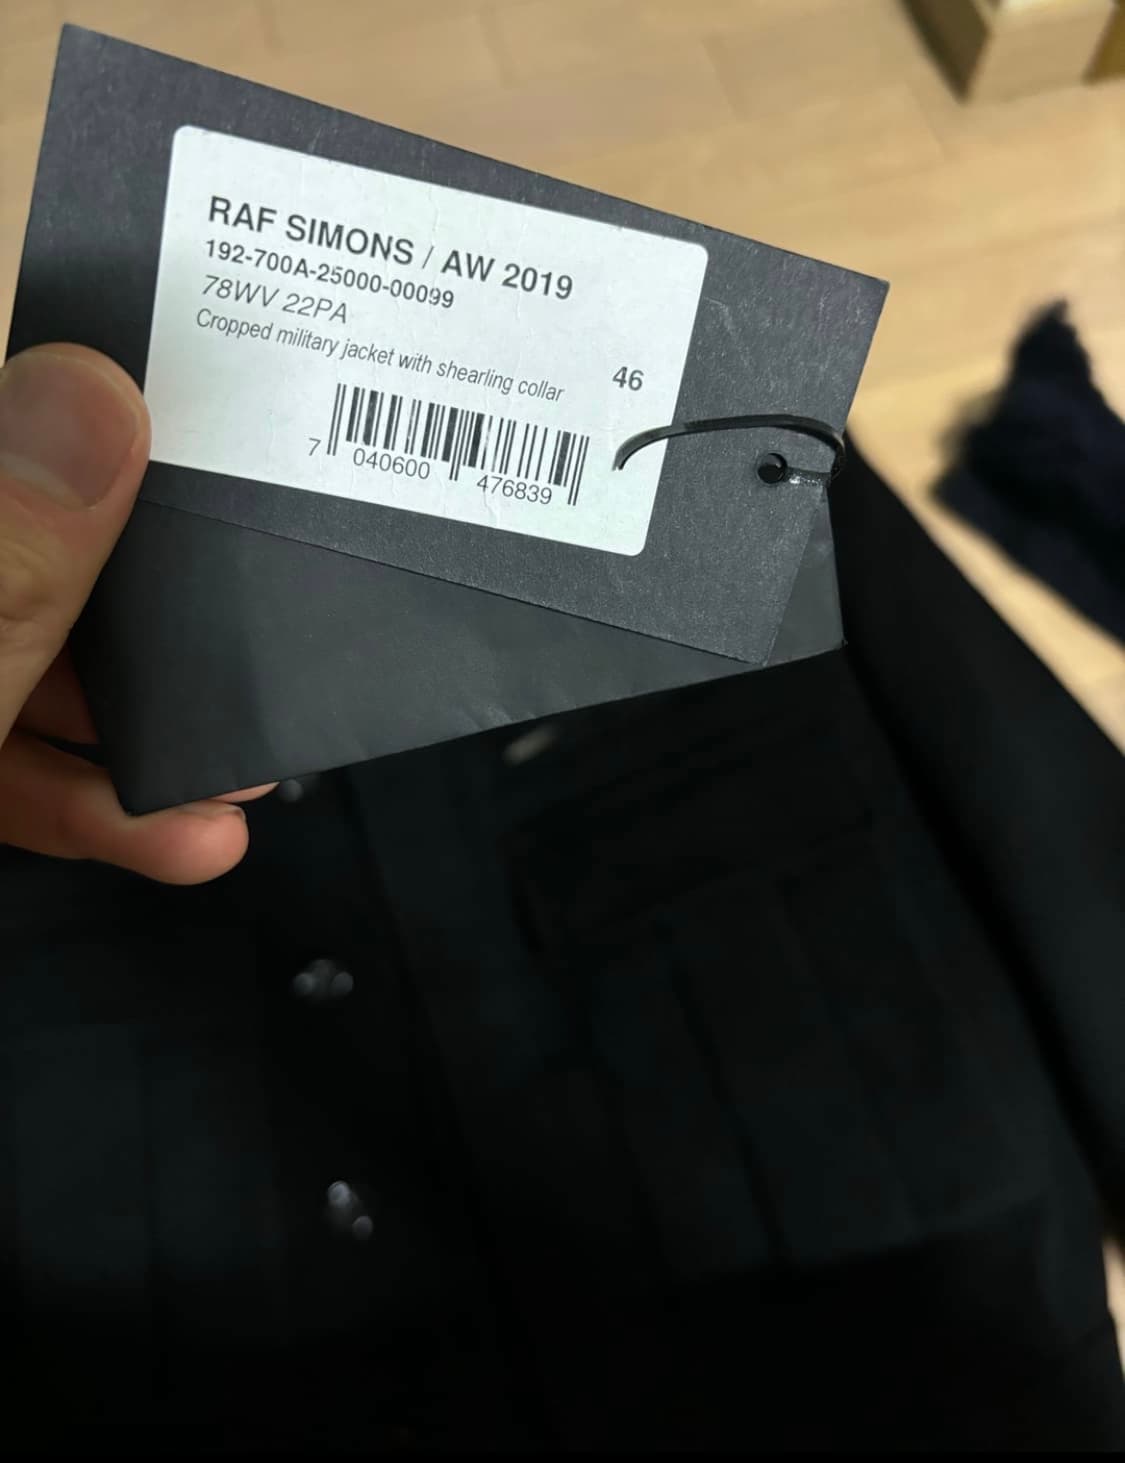 RAF SIMONS / AW 2019
192-700A-25000-00099
78WV 22PA
Cropped military jacket with shearling collar
46
7 040600 476839